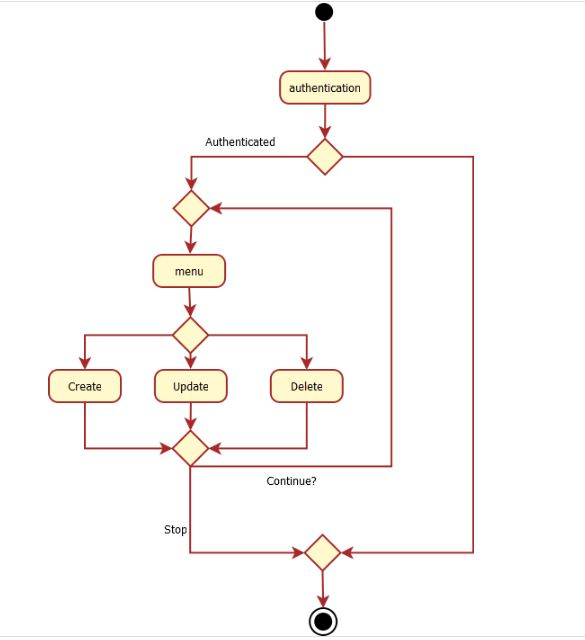 authentication
Authenticated
menu
Create
Update
Delete
Continue?
Stop